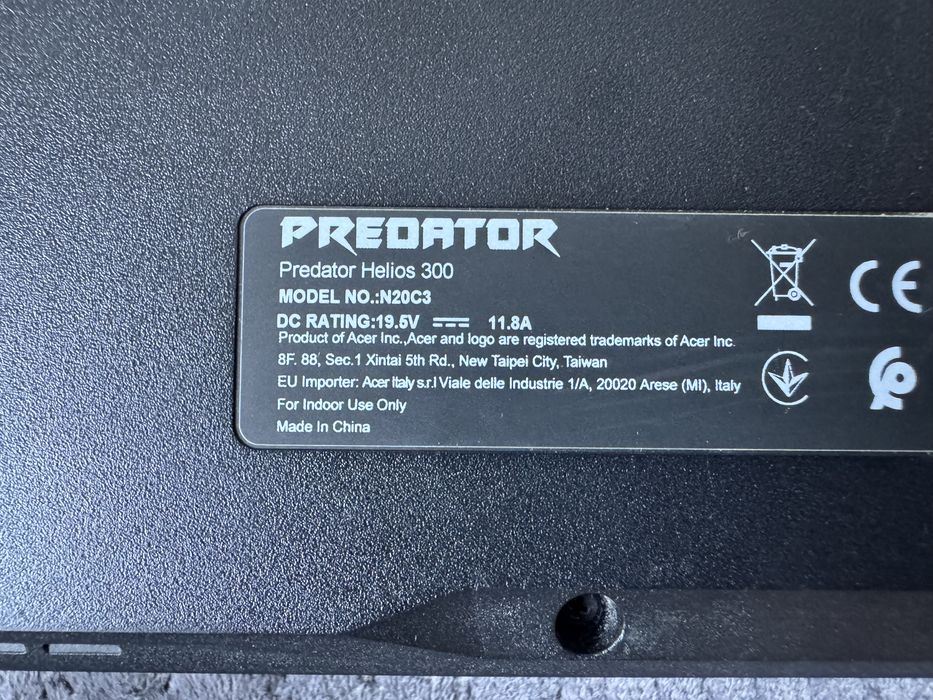 PREDATOR
Predator Helios 300
MODEL NO.:N20C3
DC RATING:19.5V ⎓ 11.8A
Product of Acer Inc.,Acer and logo are registered trademarks of Acer Inc.
8F. 88, Sec.1 Xintai 5th Rd., New Taipei City, Taiwan
EU Importer: Acer Italy s.r.l Viale delle Industrie 1/A, 20020 Arese (MI), Italy
For Indoor Use Only
Made In China
CE